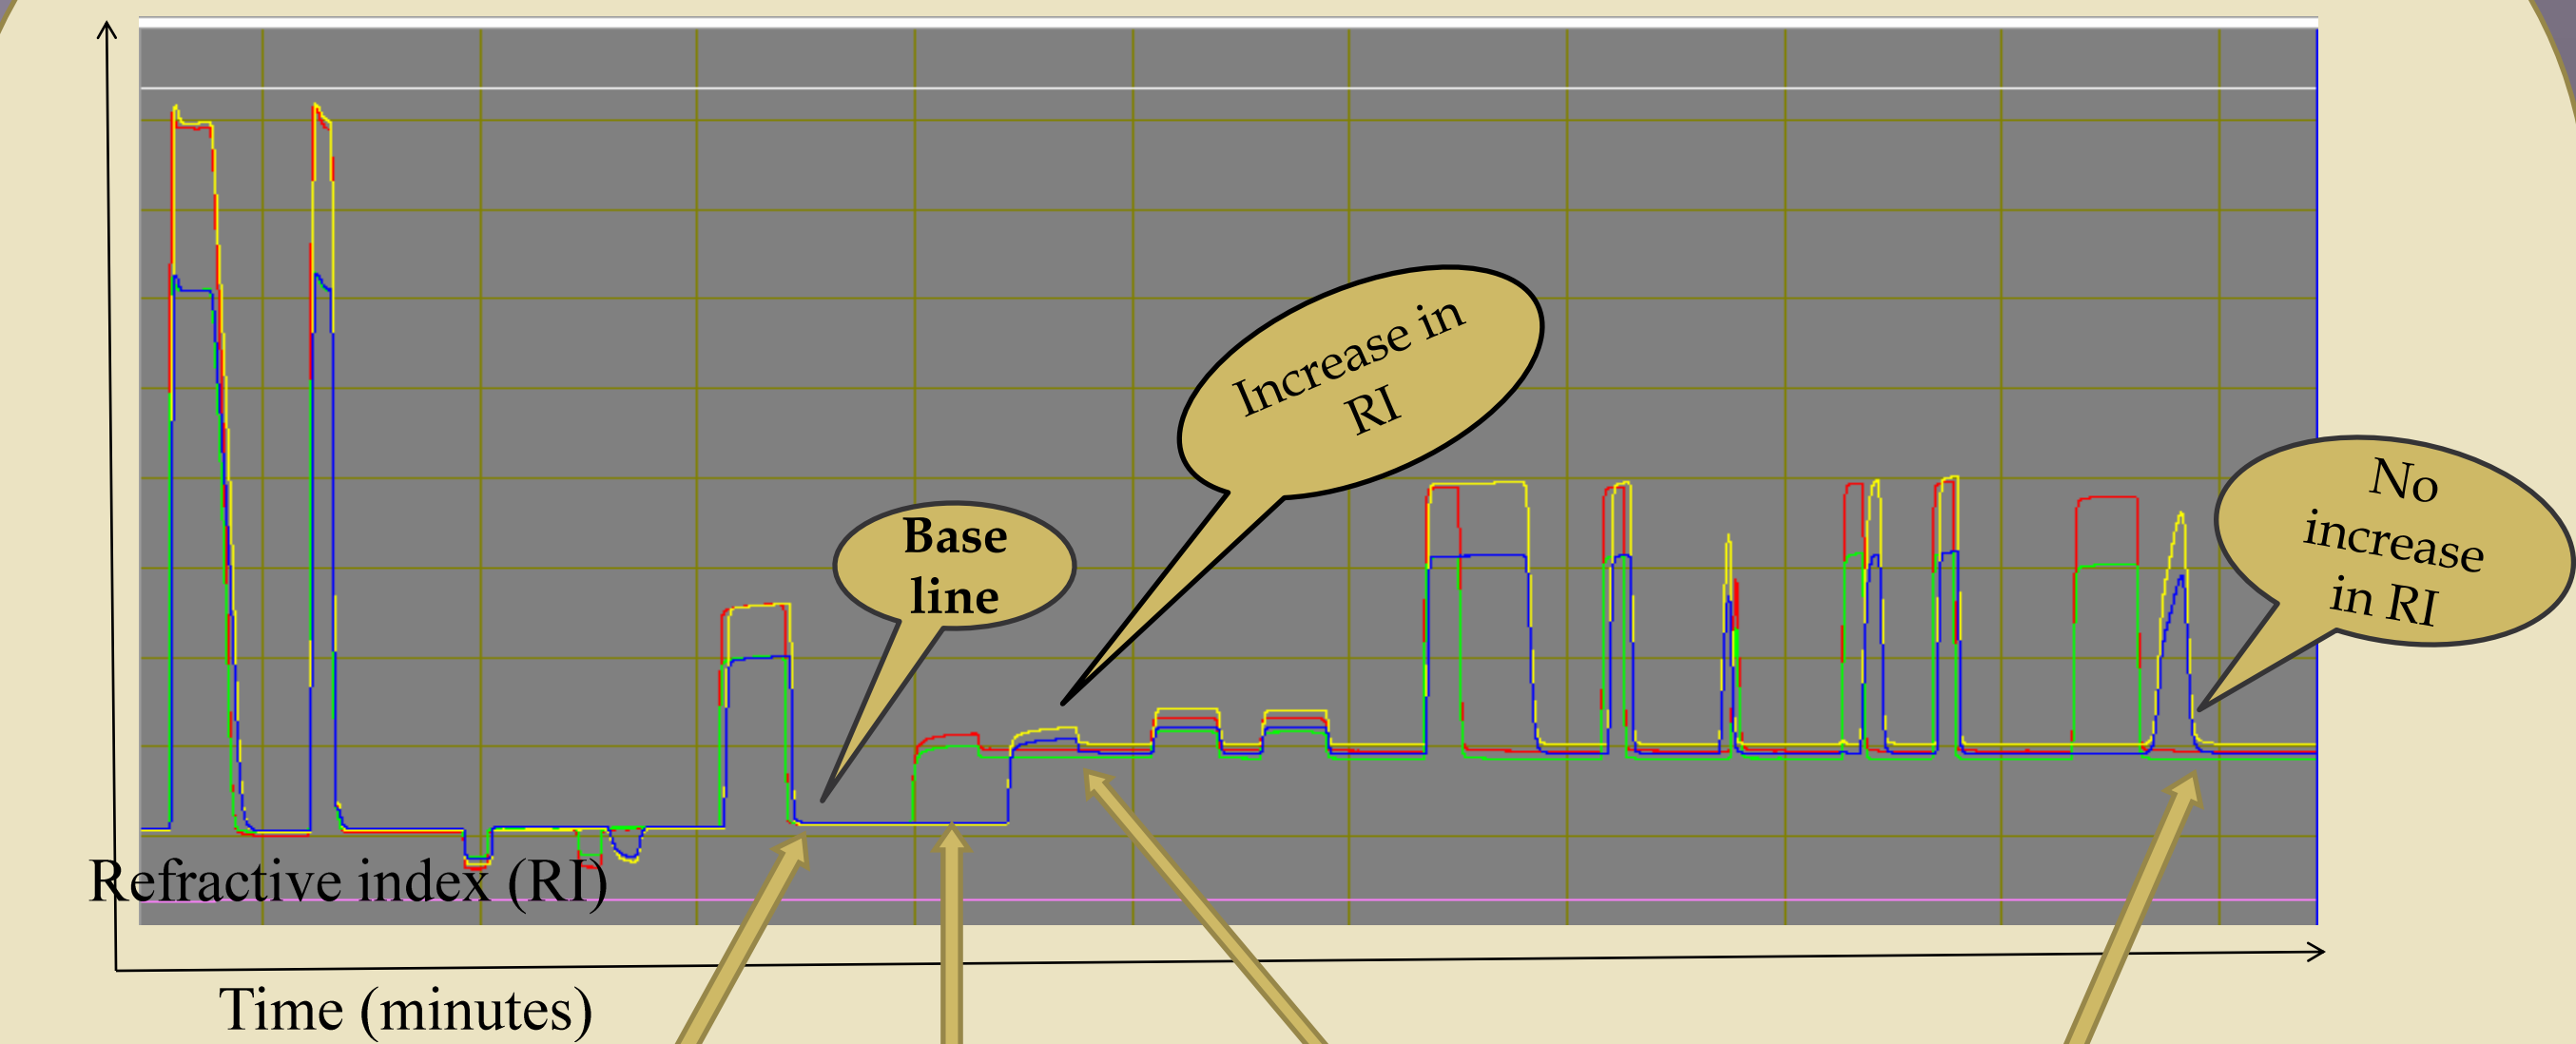 Increase in
RI
No
increase
in RI
Base
line
Refractive index (RI)
Time (minutes)